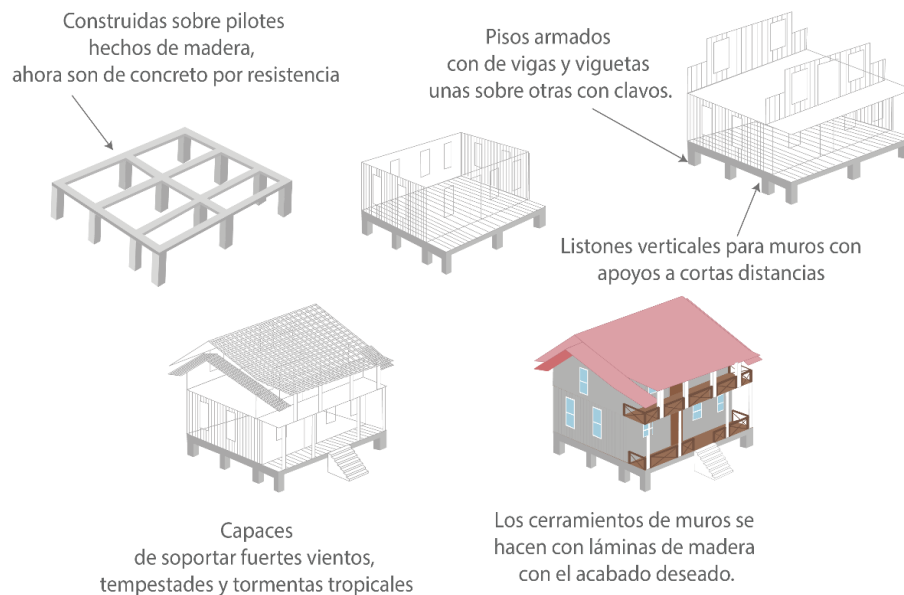 Construidas sobre pilotes
hechos de madera,
ahora son de concreto por resistencia
Pisos armados
con de vigas y viguetas
unas sobre otras con clavos.
Listones verticales para muros con
apoyos a cortas distancias
Capaces
de soportar fuertes vientos,
tempestades y tormentas tropicales
Los cerramientos de muros se
hacen con láminas de madera
con el acabado deseado.